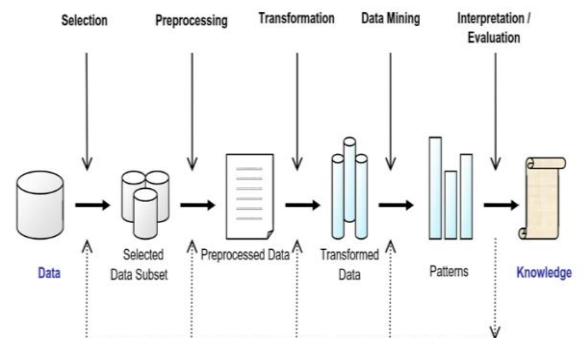 Selection
Preprocessing
Transformation
Data Mining
Interpretation /
Evaluation
Data
Selected
Data Subset
Preprocessed Data
Transformed
Data
Patterns
Knowledge